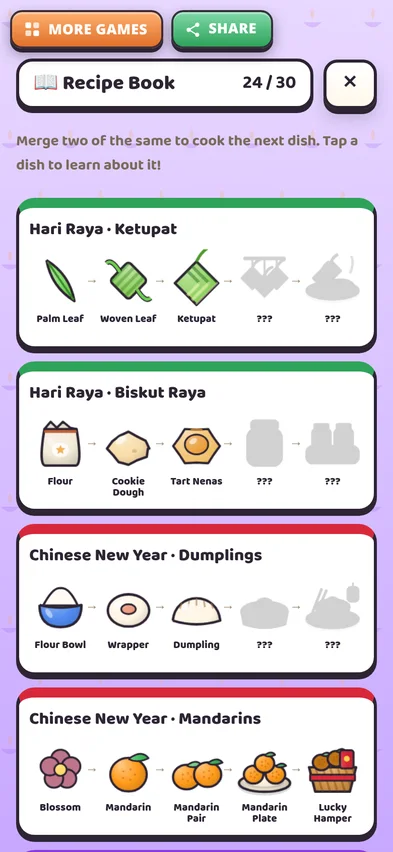 MORE GAMES
SHARE
📖 Recipe Book
24 / 30
✕
Merge two of the same to cook the next dish. Tap a
dish to learn about it!
Hari Raya · Ketupat
→ → → →
Palm Leaf Woven Leaf Ketupat ??? ???
Hari Raya · Biskut Raya
→ → → →
Flour Cookie Tart Nenas ??? ???
Dough
Chinese New Year · Dumplings
→ → → →
Flour Bowl Wrapper Dumpling ??? ???
Chinese New Year · Mandarins
→ → → →
Blossom Mandarin Mandarin Mandarin Lucky
Pair Plate Hamper